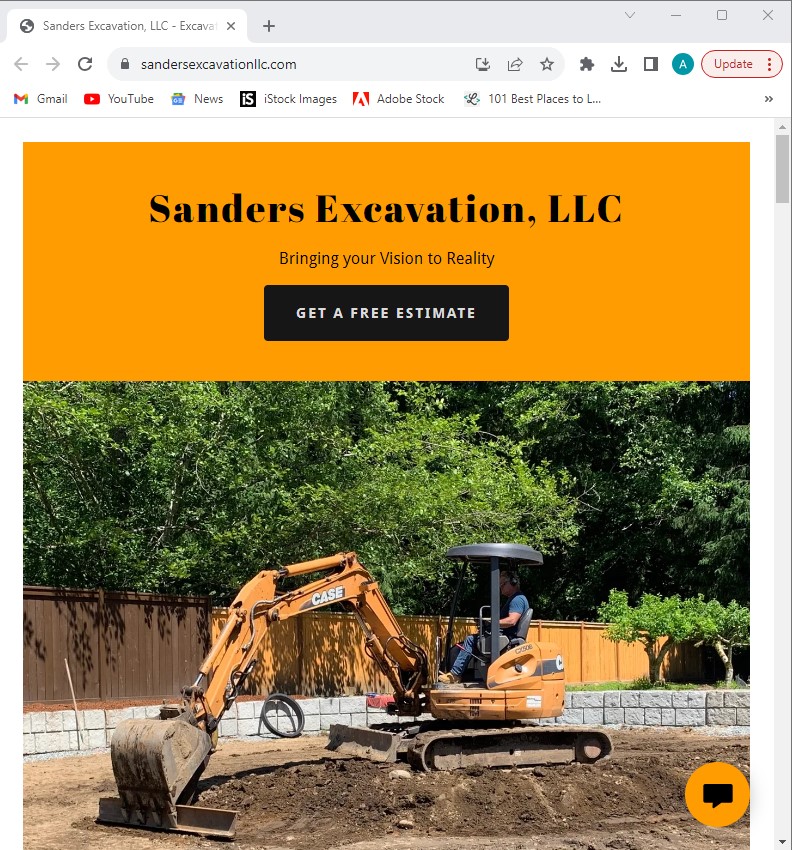 Sanders Excavation, LLC - Excavat
sandersexcavationllc.com
A
Update
Gmail
YouTube
News
iS
iStock Images
Adobe Stock
101 Best Places to L...
»
Sanders Excavation, LLC
Bringing your Vision to Reality
GET A FREE ESTIMATE
CASE